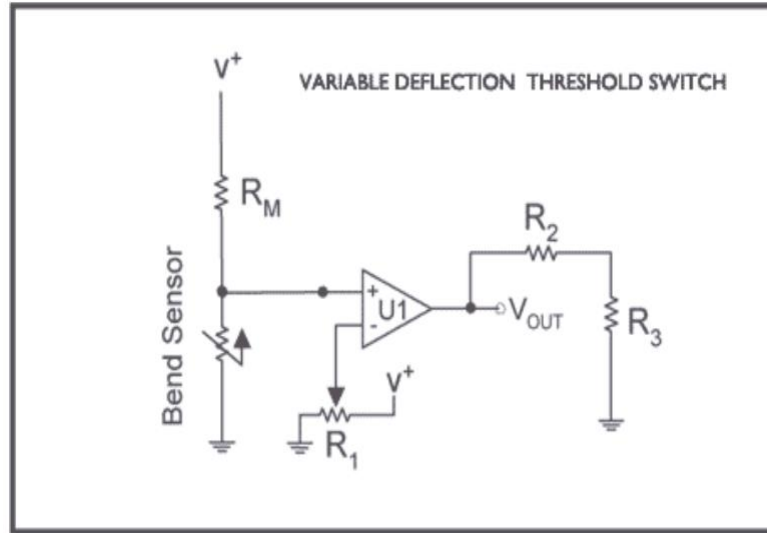 V+
VARIABLE DEFLECTION THRESHOLD SWITCH
RM
R2
Bend Sensor
+
U1
-
VOUT
R3
V+
R1